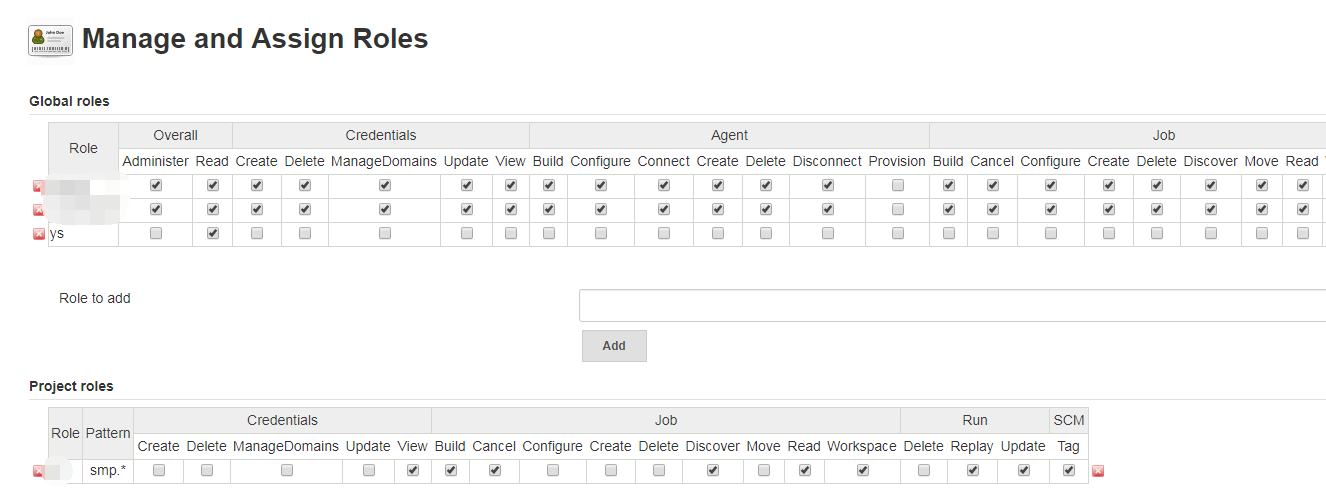 John Doe
Manage and Assign Roles
Global roles
Role Overall Credentials Agent Job
Administer Read Create Delete ManageDomains Update View Build Configure Connect Create Delete Disconnect Provision Build Cancel Configure Create Delete Discover Move Read
ys
Role to add
Add
Project roles
Role Pattern Credentials Job Run SCM
Create Delete ManageDomains Update View Build Cancel Configure Create Delete Discover Move Read Workspace Delete Replay Update Tag
smp.*